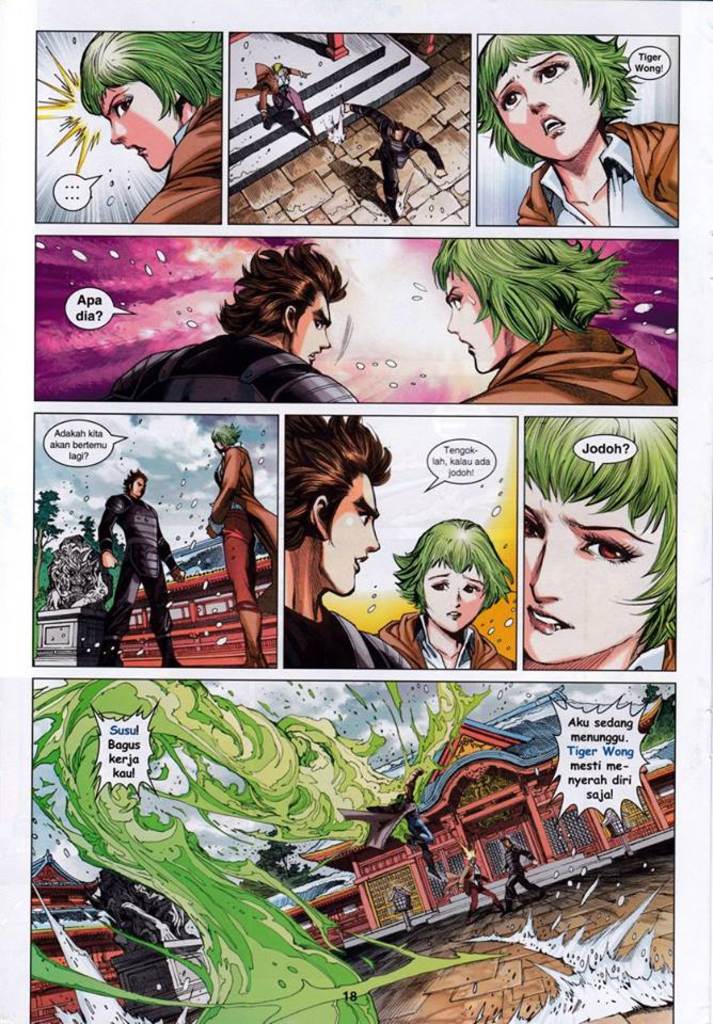 ...
Tiger
Wong!
Apa
dia?
Adakah kita
akan bertemu
lagi?
Tengok-
lah, kalau ada
jodoh!
Jodoh?
Susu!
Bagus
kerja
kau!
Aku sedang
menunggu.
Tiger Wong
mesti me-
nyerah diri
saja!
18